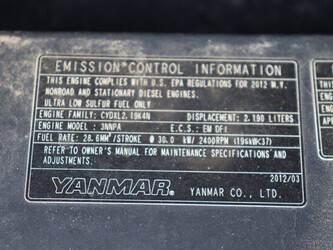 EMISSION CONTROL INFORMATION
THIS ENGINE COMPLIES WITH U.S. EPA REGULATIONS FOR 2012 M.Y.
NONROAD AND STATIONARY DIESEL ENGINES.
ULTRA LOW SULFUR FUEL ONLY
ENGINE FAMILY: CYDXL2.19K4N DISPLACEMENT: 2.190 LITERS
ENGINE MODEL: 3NNPA E.C.S.: EM DFI
FUEL RATE: 28.6MM³/STROKE @ 30.0 kW/ 2400RPM (19≤kW<37)
REFER TO OWNER'S MANUAL FOR MAINTENANCE SPECIFICATIONS AND
ADJUSTMENTS.
2012/03
YANMAR YANMAR CO., LTD.